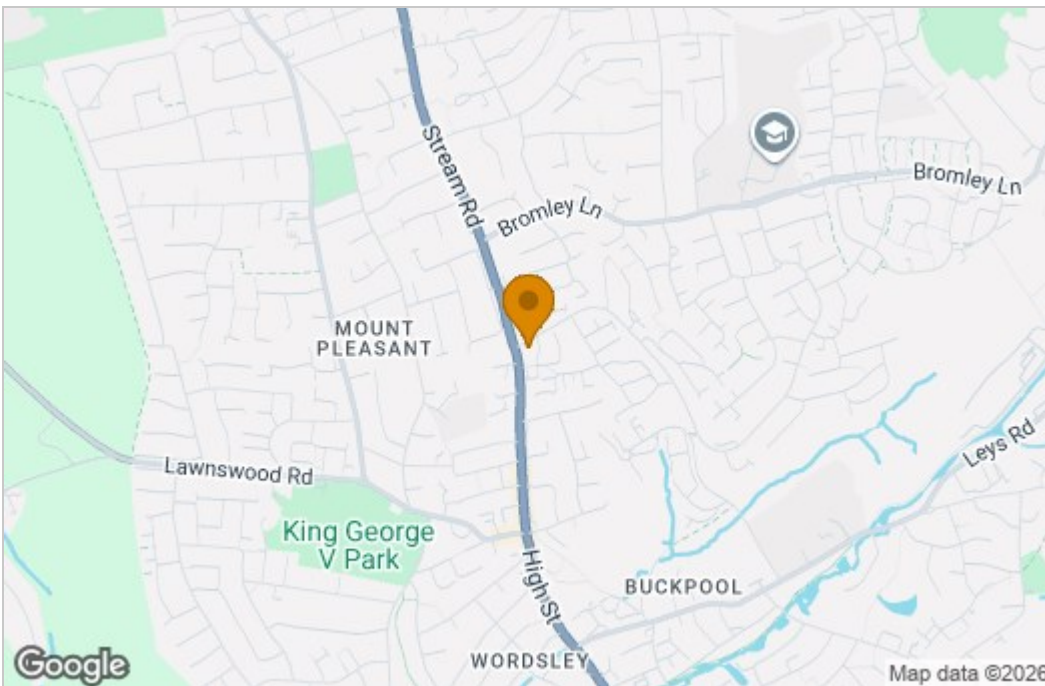 Stream Rd
Bromley Ln
Bromley Ln
MOUNT
PLEASANT
Lawnswood Rd
Leys Rd
King George
V Park
High St
BUCKPOOL
WORDSLEY
Google
Map data ©2026